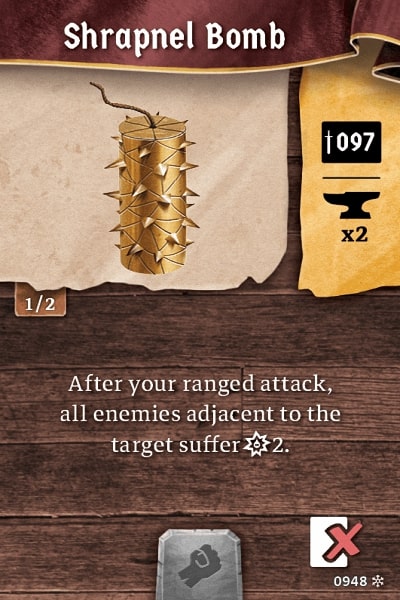 Shrapnel Bomb
†097
x2
1/2
After your ranged attack,
all enemies adjacent to the
target suffer 2.
0948